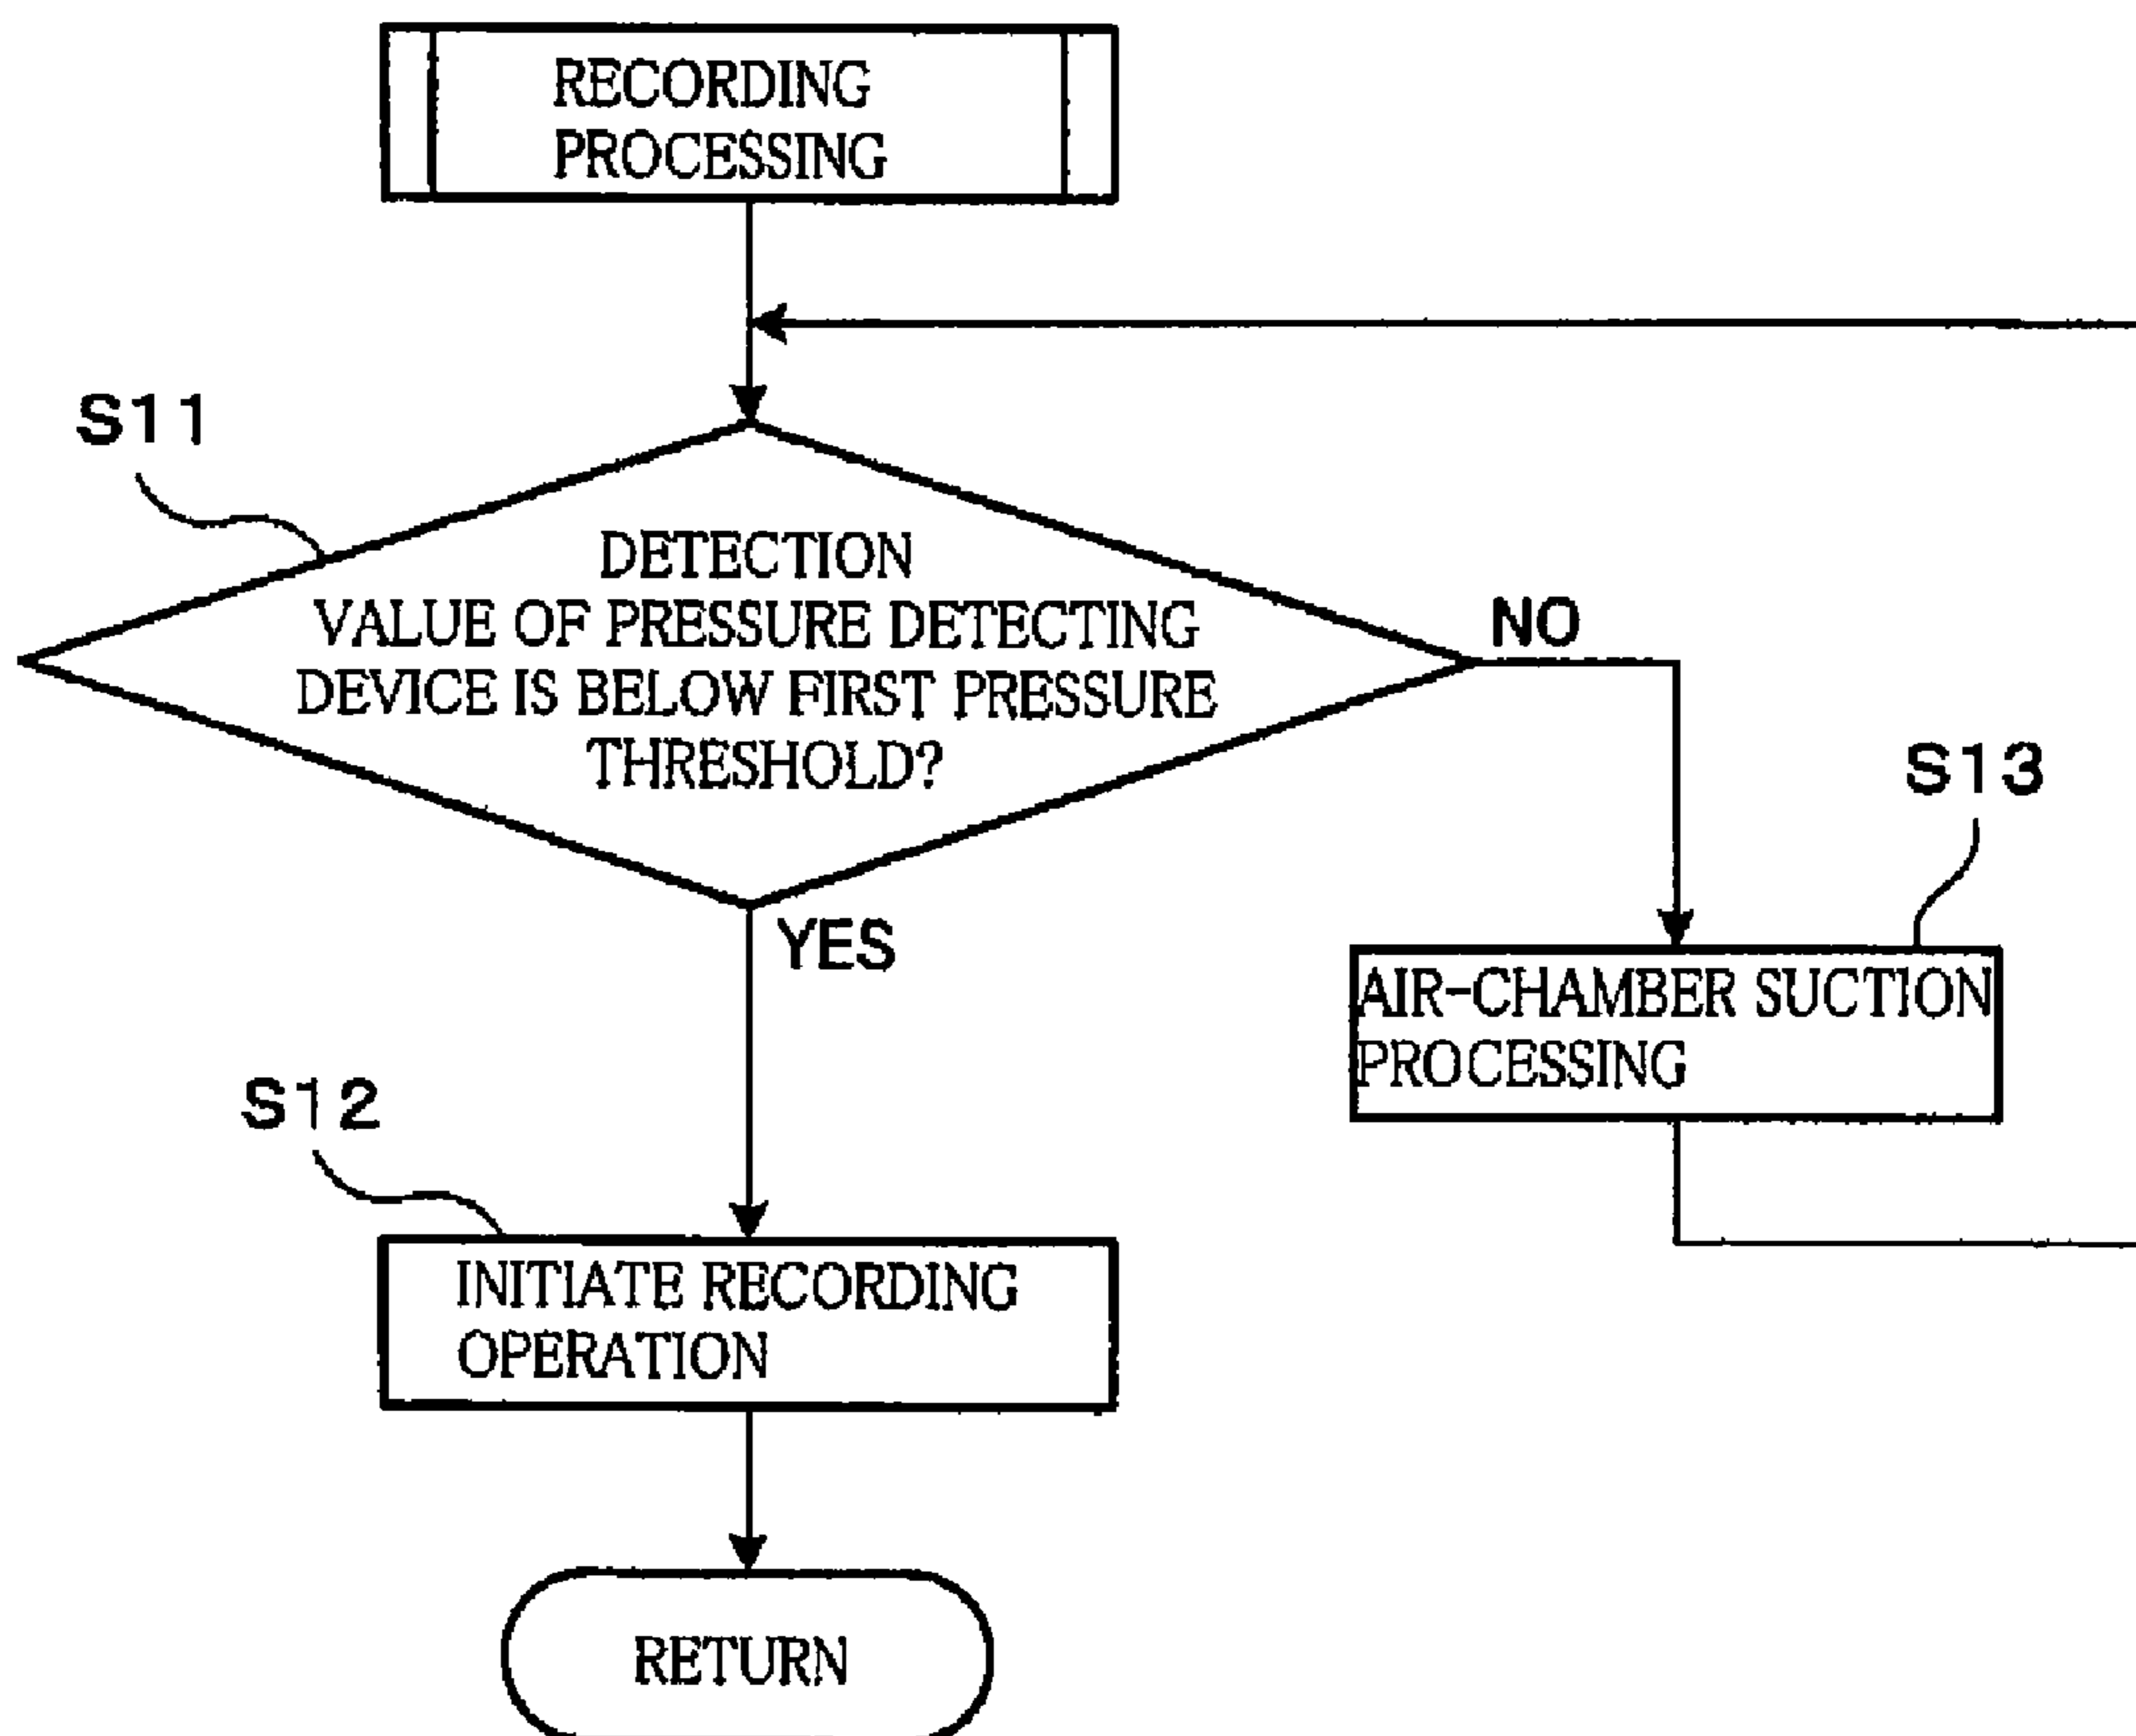 RECORDING
PROCESSING
S11
DETECTION
VALUE OF PRESSURE DETECTING
DEVICE IS BELOW FIRST PRESSURE
THRESHOLD?
NO
YES
S13
AIR-CHAMBER SUCTION
PROCESSING
S12
INITIATE RECORDING
OPERATION
RETURN